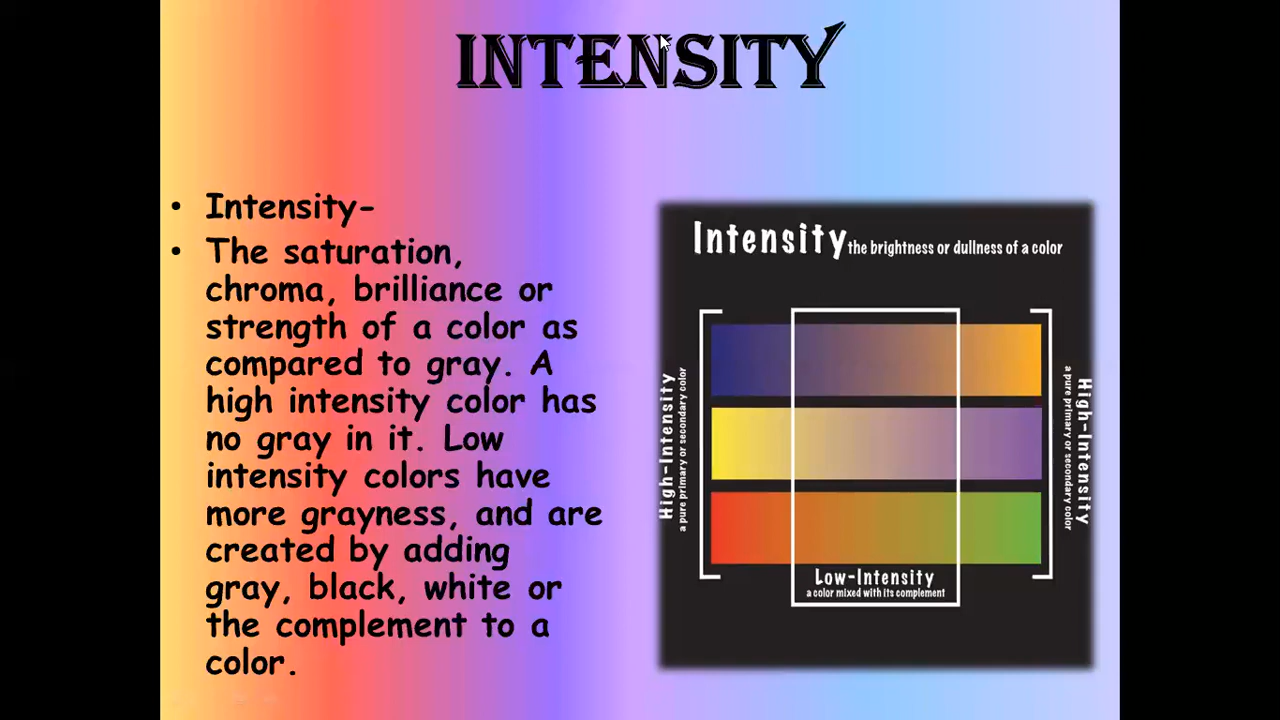 INTENSITY
• Intensity-
• The saturation,
chroma, brilliance or
strength of a color as
compared to gray. A
high intensity color has
no gray in it. Low
intensity colors have
more grayness, and are
created by adding
gray, black, white or
the complement to a
color.
Intensity the brightness or dullness of a color
High-Intensity
a pure primary or secondary color
High-Intensity
a pure primary or secondary color
Low-Intensity
a color mixed with its complement